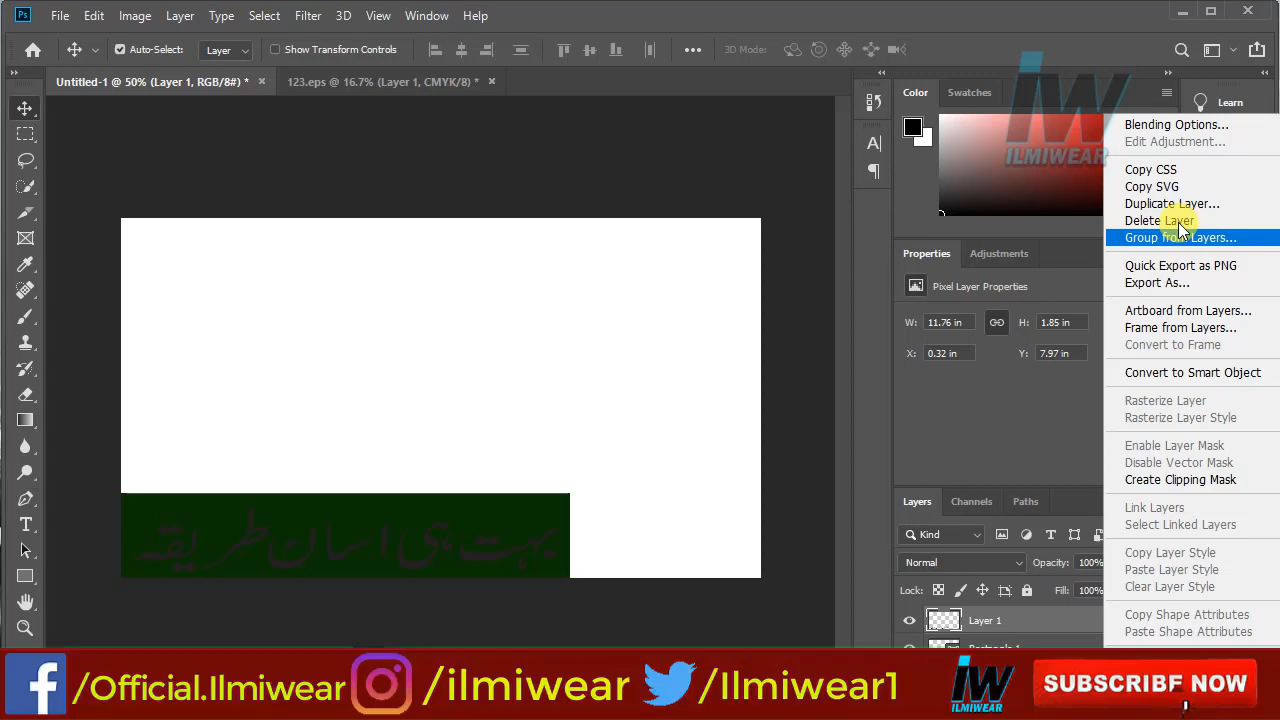 Ps File Edit Image Layer Type Select Filter 3D View Window Help
Auto-Select: Layer Show Transform Controls ••• 3D Mode:
Untitled-1 @ 50% (Layer 1, RGB/8#) * × 123.eps @ 16.7% (Layer 1, CMYK/8) * ×
Color Swatches
Learn
iw
ILMIWEAR
Blending Options...
Edit Adjustment...
Copy CSS
Copy SVG
Duplicate Layer...
Delete Layer
Group from Layers...
Quick Export as PNG
Export As...
Artboard from Layers...
Frame from Layers...
Convert to Frame
Convert to Smart Object
Rasterize Layer
Rasterize Layer Style
Enable Layer Mask
Disable Vector Mask
Create Clipping Mask
Link Layers
Select Linked Layers
Copy Layer Style
Paste Layer Style
Clear Layer Style
Copy Shape Attributes
Paste Shape Attributes
Properties Adjustments
Pixel Layer Properties
W: 11.76 in H: 1.85 in
X: 0.32 in Y: 7.97 in
Layers Channels Paths
Kind
Normal Opacity: 100%
Lock: Fill: 100%
Layer 1
بہت ہی اسان طریقہ
/Official.Ilmiwear /ilmiwear /Ilmiwear1 iw ILMIWEAR SUBSCRIBE NOW